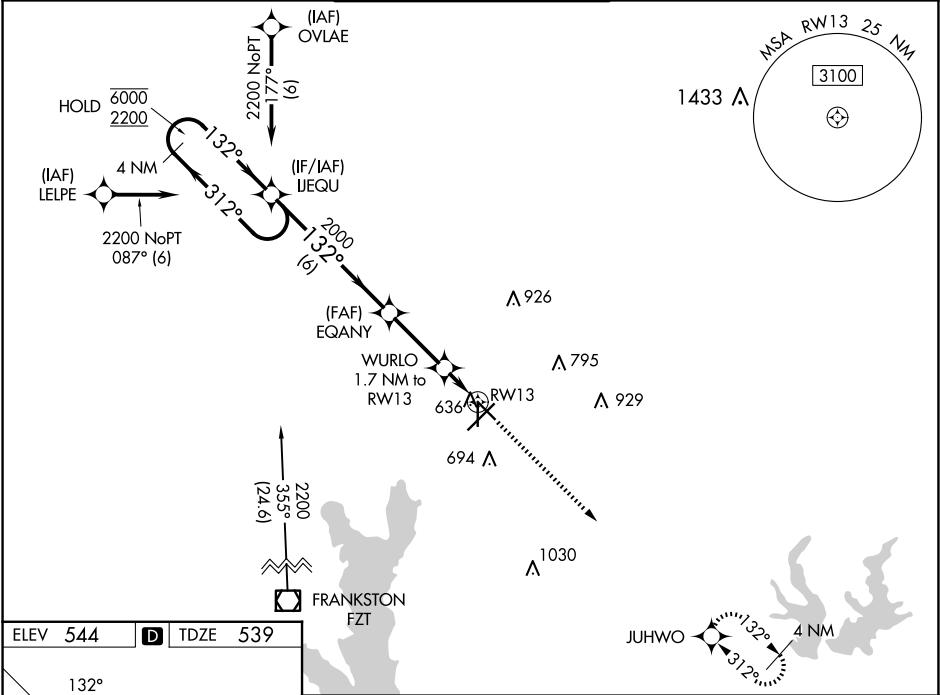 (IAF)
OVLAE
2200 NoPT
177°
(6)
MSA RW13 25 NM
3100
1433
HOLD
6000
2200
132°
4 NM
312°
(IAF)
LELPE
2200 NoPT
087° (6)
(IF/IAF)
IJEQU
2000
132°
(6)
(FAF)
EQANY
926
WURLO
1.7 NM to
RW13
795
929
636
RW13
694
2200
355°
(24.6)
1030
FRANKSTON
FZT
JUHWO
132°
312°
4 NM
ELEV 544 D TDZE 539
132°